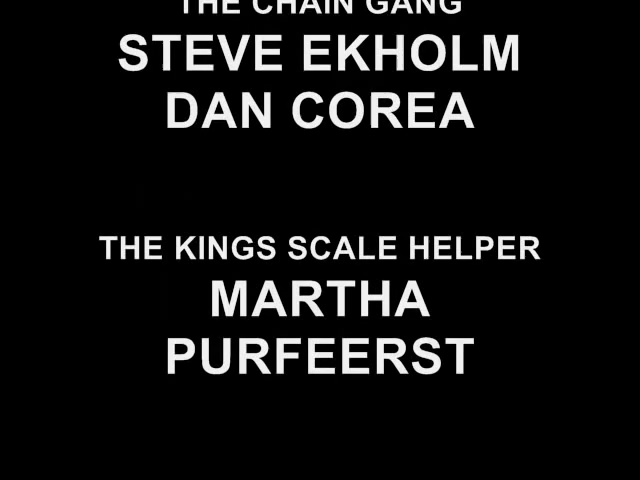 THE CHAIN GANG
STEVE EKHOLM
DAN COREA
THE KINGS SCALE HELPER
MARTHA
PURFEERST